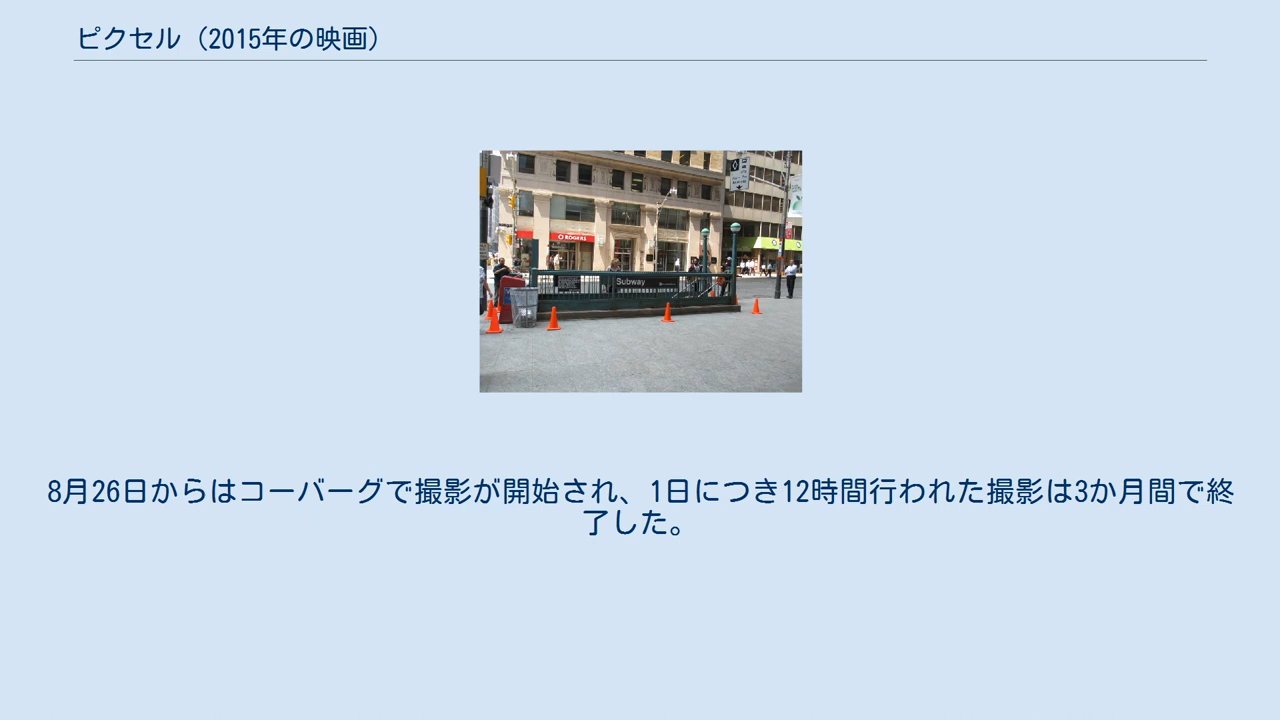 ピクセル（2015年の映画）
ROGERS
Subway
8月26日からはコーバーグで撮影が開始され、1日につき12時間行われた撮影は3か月間で終
了した。